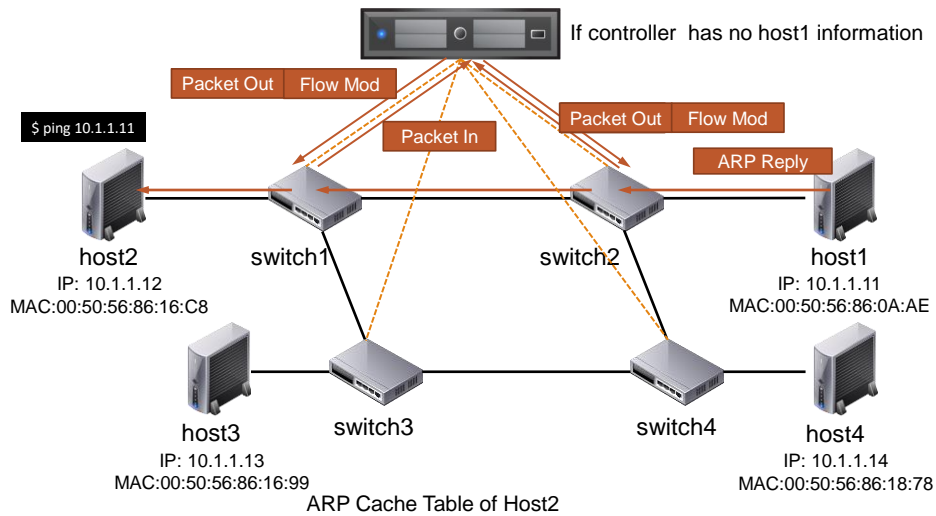 If controller  has no host1 information
Packet Out
Flow Mod
$ ping 10.1.1.11
Packet In
Packet Out
Flow Mod
ARP Reply
host2
IP: 10.1.1.12
MAC:00:50:56:86:16:C8
switch1
switch2
host1
IP: 10.1.1.11
MAC:00:50:56:86:0A:AE
host3
IP: 10.1.1.13
MAC:00:50:56:86:16:99
switch3
switch4
host4
IP: 10.1.1.14
MAC:00:50:56:86:18:78
ARP Cache Table of Host2